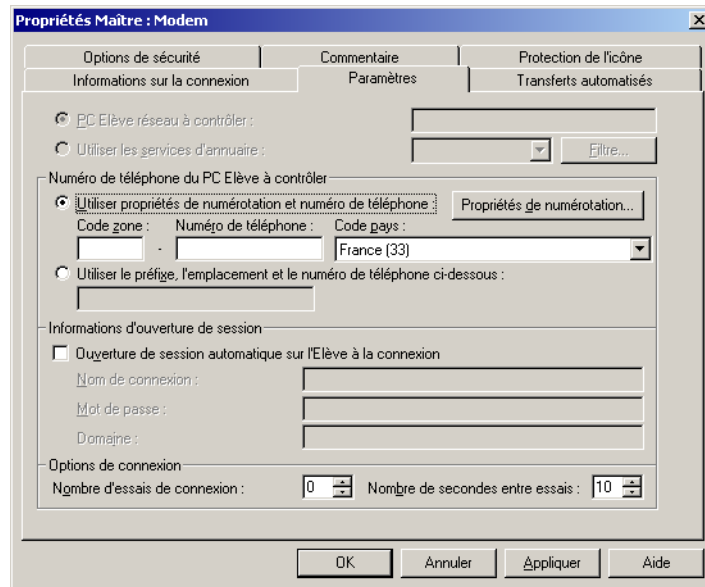 Propriétés Maître : Modem
Options de sécurité Commentaire Protection de l'icône
Informations sur la connexion Paramètres Transferts automatisés
PC Elève réseau à contrôler :
Utiliser les services d'annuaire : Filtre...
Numéro de téléphone du PC Elève à contrôler
Utiliser propriétés de numérotation et numéro de téléphone : Propriétés de numérotation...
Code zone : Numéro de téléphone : Code pays :
- France (33)
Utiliser le préfixe, l'emplacement et le numéro de téléphone ci-dessous :
Informations d'ouverture de session
Ouverture de session automatique sur l'Elève à la connexion
Nom de connexion :
Mot de passe :
Domaine :
Options de connexion
Nombre d'essais de connexion : 0 Nombre de secondes entre essais : 10
OK Annuler Appliquer Aide